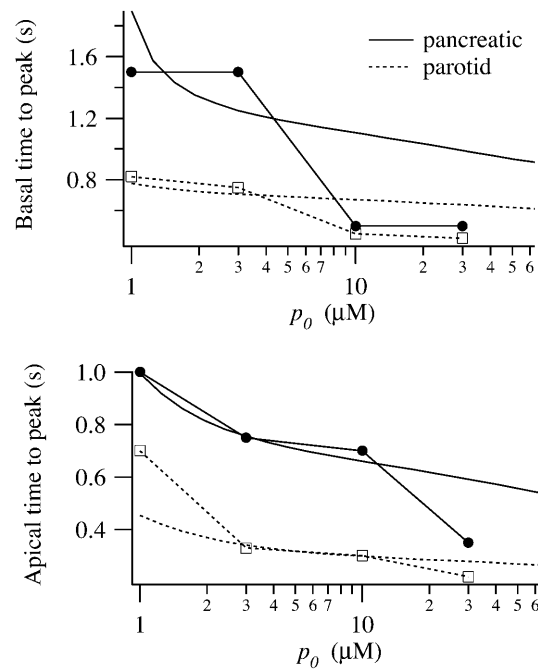 pancreatic
parotid
Basal time to peak (s)
1.6
1.2
0.8
2 3 4 5 6 7 2 3 4 5 6
1 10
p0 (µM)
Apical time to peak (s)
1.0
0.8
0.6
0.4
2 3 4 5 6 7 2 3 4 5 6
1 10
p0 (µM)